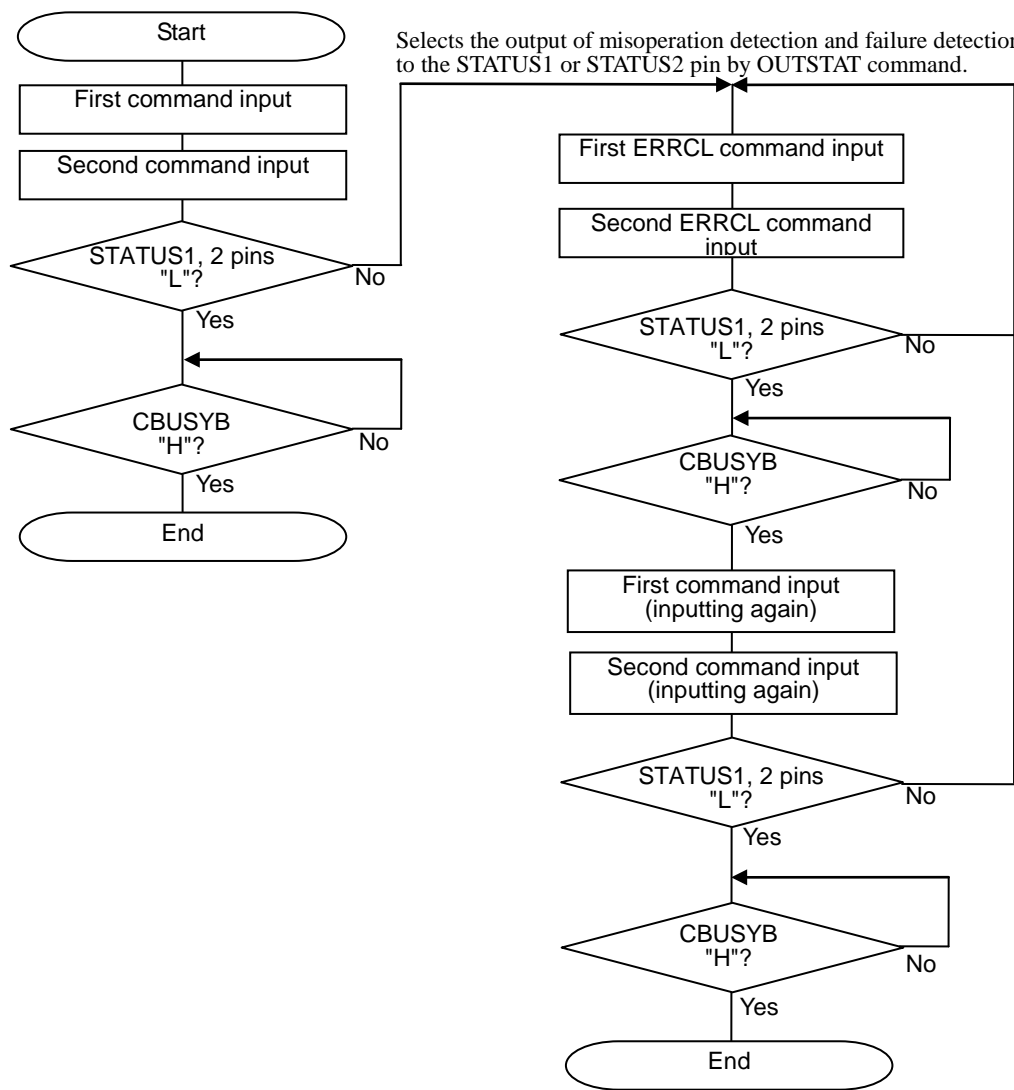 Start
First command input
Second command input
STATUS1, 2 pins
"L"?
No
Yes
CBUSYB
"H"?
No
Yes
End
Selects the output of misoperation detection and failure detection
to the STATUS1 or STATUS2 pin by OUTSTAT command.
First ERRCL command input
Second ERRCL command
input
STATUS1, 2 pins
"L"?
No
Yes
CBUSYB
"H"?
No
Yes
First command input
(inputting again)
Second command input
(inputting again)
STATUS1, 2 pins
"L"?
No
Yes
CBUSYB
"H"?
No
Yes
End